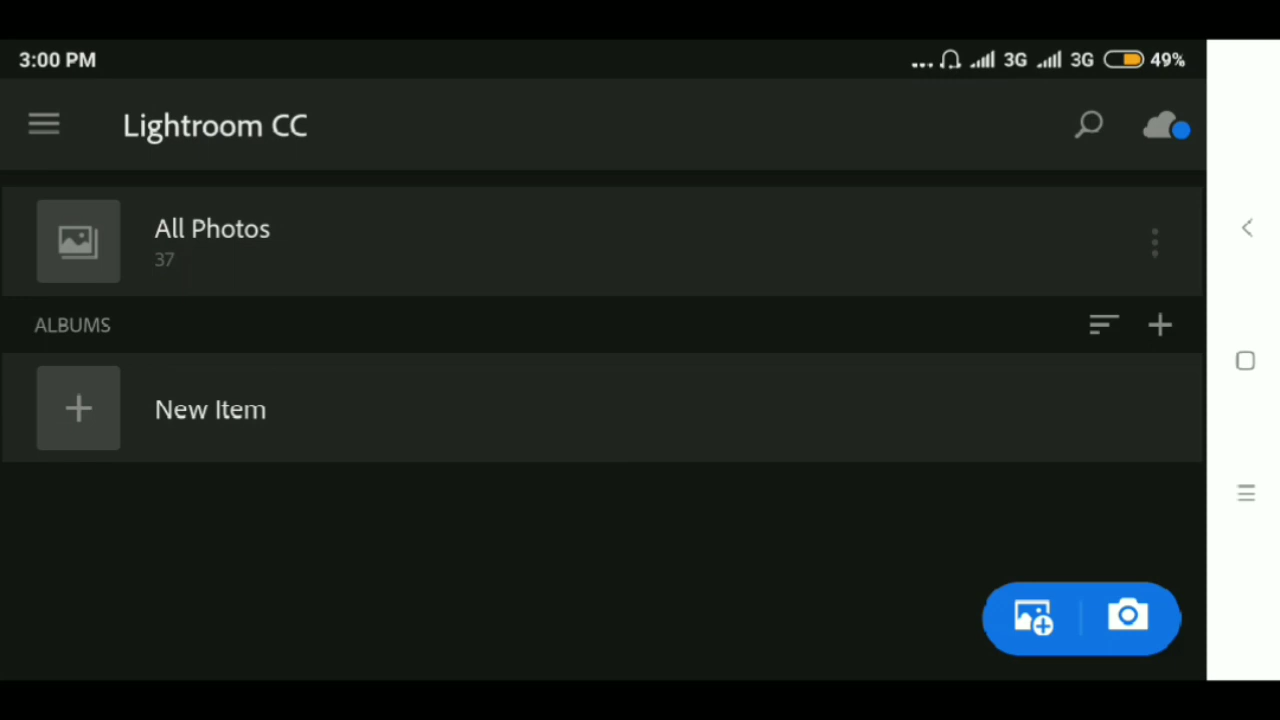 3:00 PM
... 3G 3G 49%
Lightroom CC
All Photos
37
ALBUMS
New Item